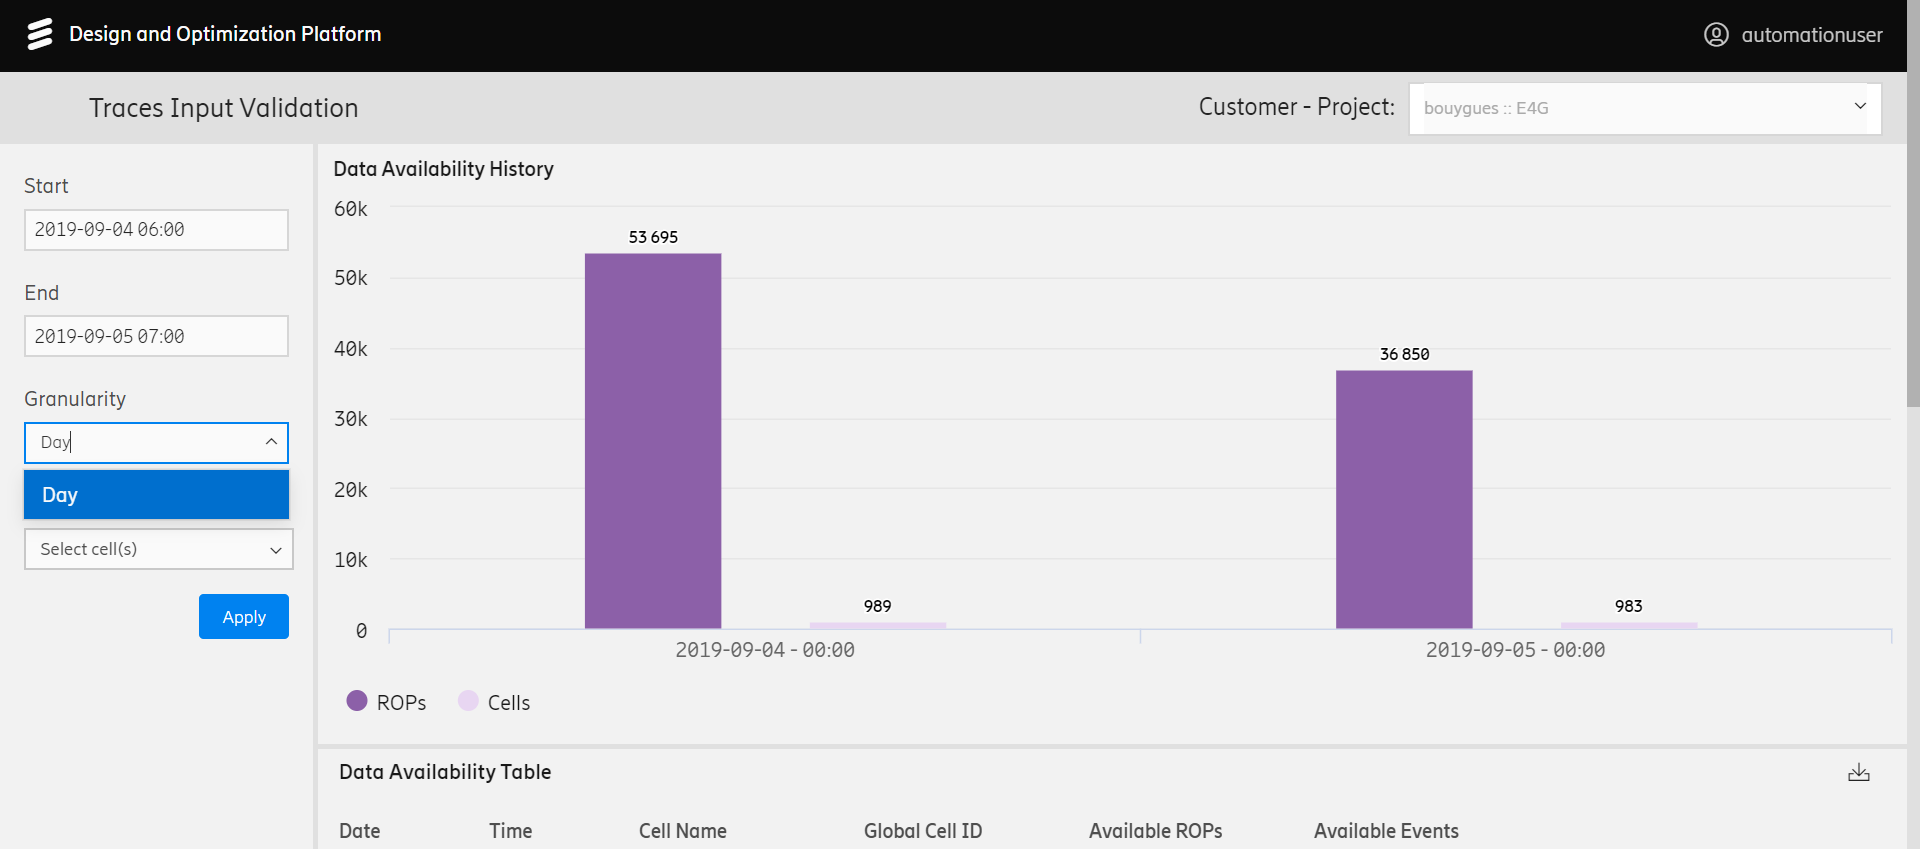 Design and Optimization Platform
automationuser
Traces Input Validation
Customer - Project:
bouygues :: E4G
Start
2019-09-04 06:00
End
2019-09-05 07:00
Granularity
Day
Day
Select cell(s)
Apply
Data Availability History
60k
50k
40k
30k
20k
10k
0
53 695
989
36 850
983
2019-09-04 - 00:00
2019-09-05 - 00:00
ROPs
Cells
Data Availability Table
Date Time Cell Name Global Cell ID Available ROPs Available Events